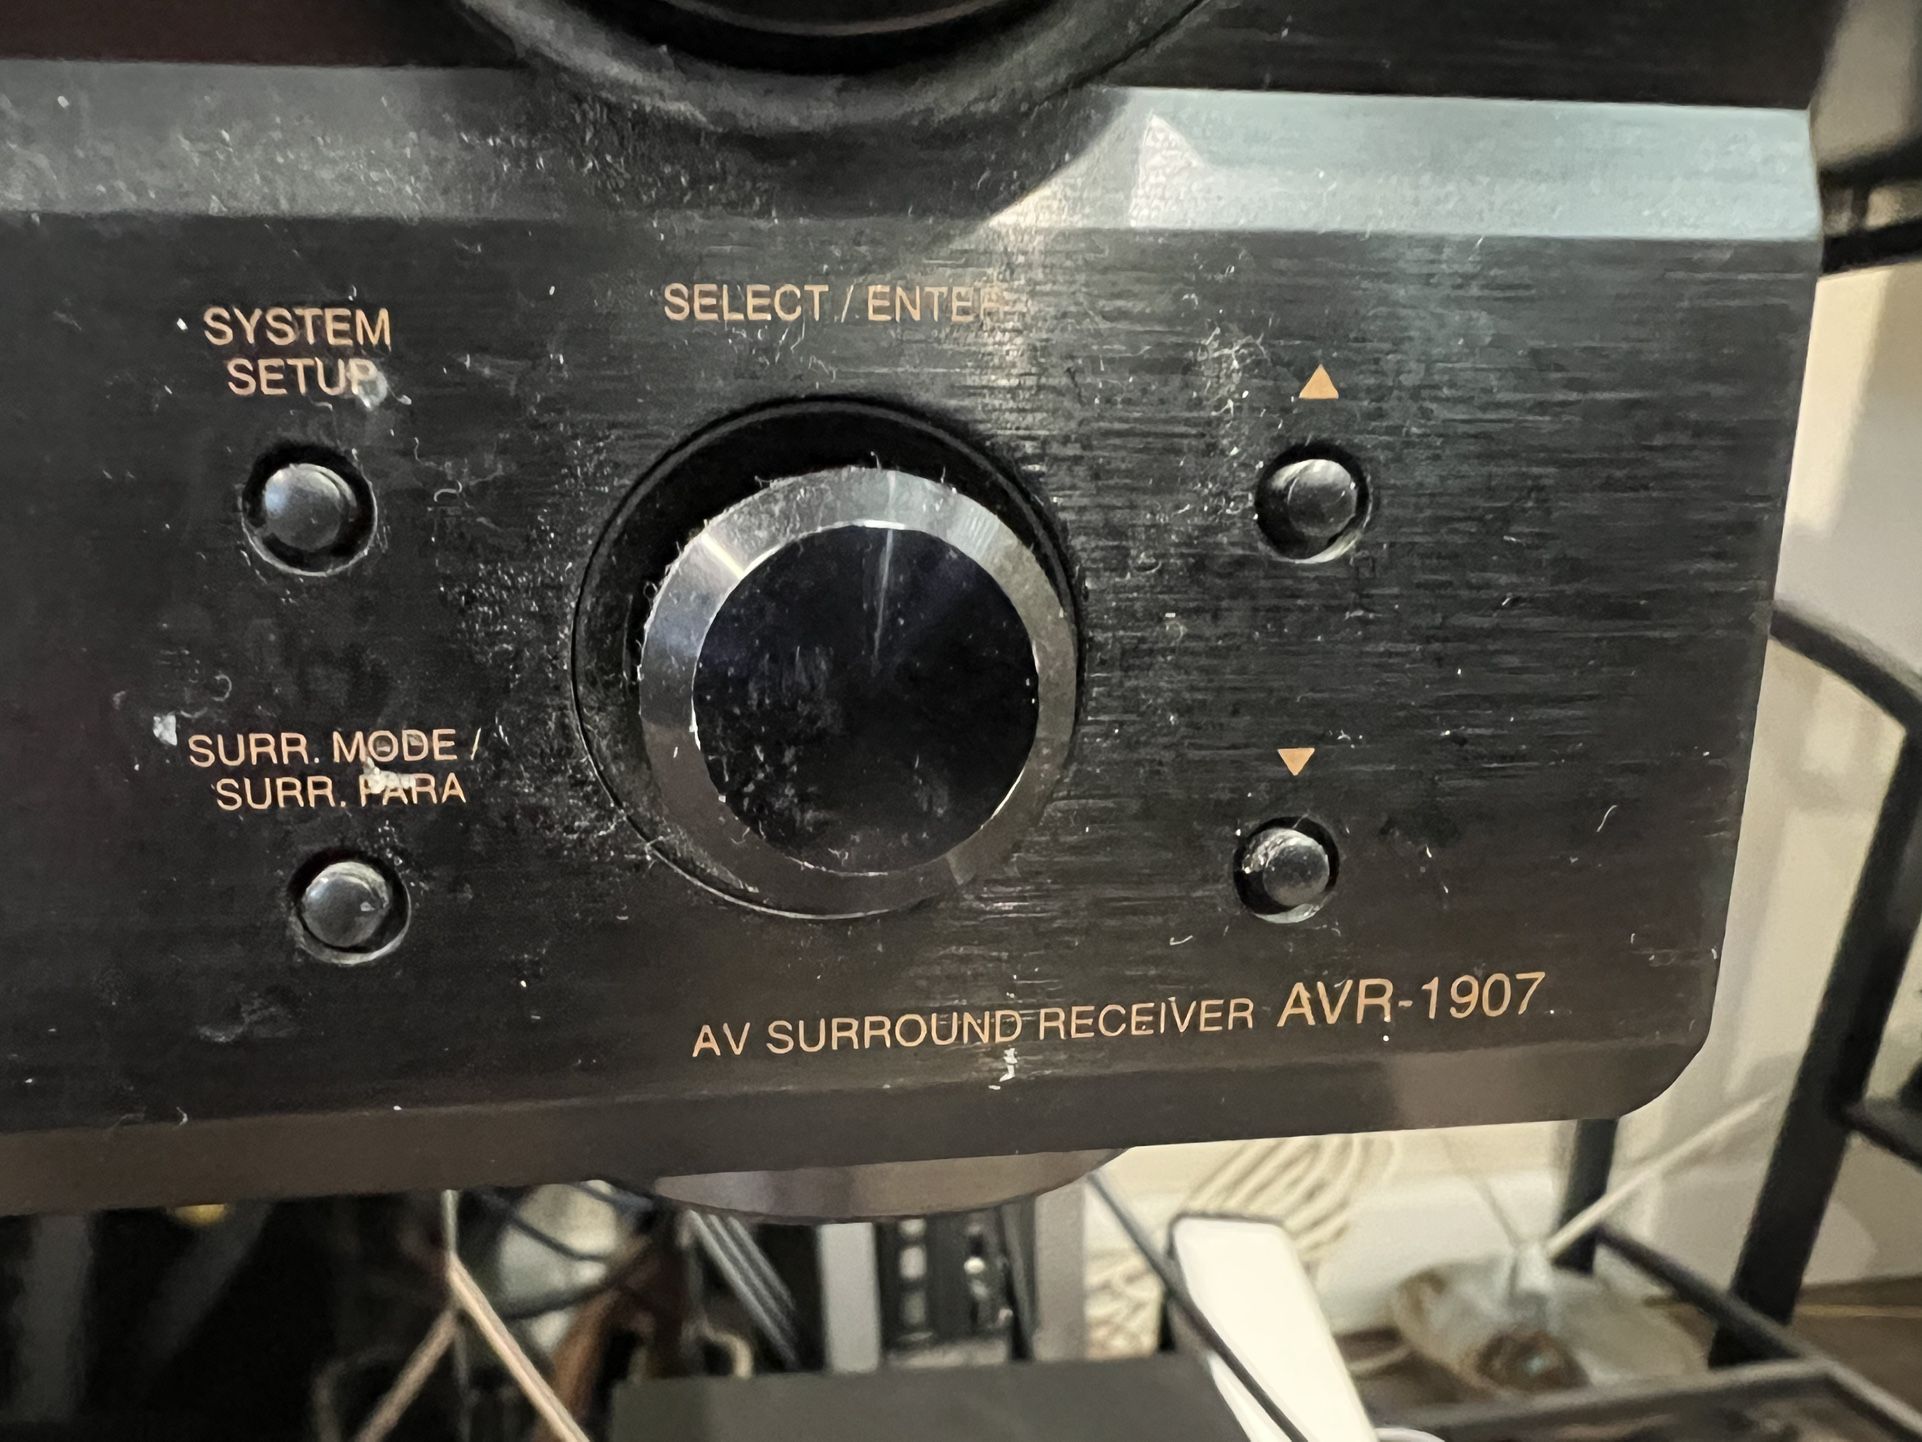 SELECT / ENTER
SYSTEM
SETUP
SURR. MODE /
SURR. PARA
AV SURROUND RECEIVER AVR-1907